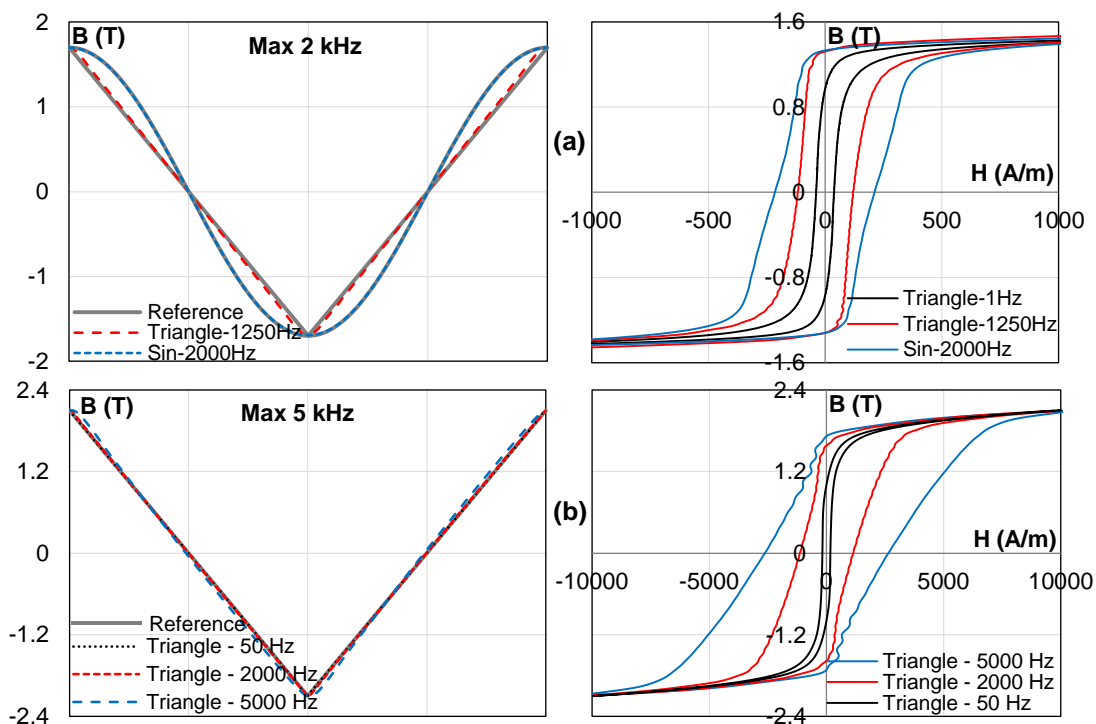 2
B (T)
Max 2 kHz
1
0
-1
-2
Reference
Triangle-1250Hz
Sin-2000Hz
(a)
1.6
B (T)
0.8
H (A/m)
0
-1000
-500
0
500
1000
-0.8
-1.6
Triangle-1Hz
Triangle-1250Hz
Sin-2000Hz
2.4
B (T)
Max 5 kHz
1.2
0
-1.2
-2.4
Reference
Triangle - 50 Hz
Triangle - 2000 Hz
Triangle - 5000 Hz
(b)
2.4
B (T)
1.2
H (A/m)
0
-10000
-5000
0
5000
10000
-1.2
-2.4
Triangle - 5000 Hz
Triangle - 2000 Hz
Triangle - 50 Hz